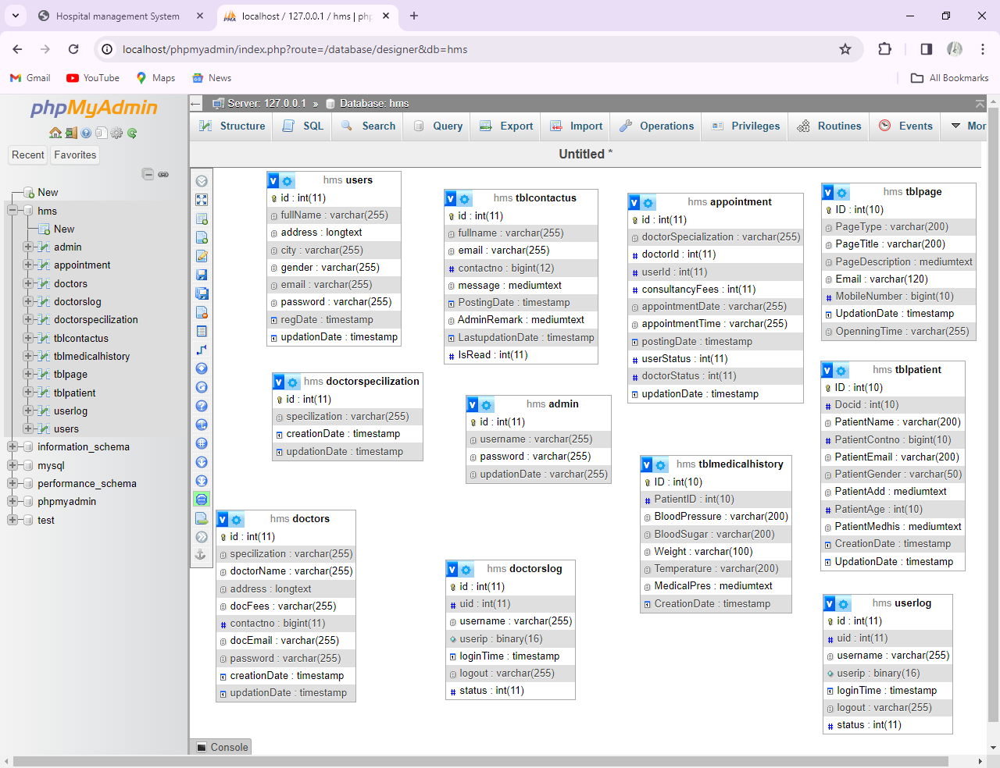 Hospital management System
localhost / 127.0.0.1 / hms | php
localhost/phpmyadmin/index.php?route=/database/designer&db=hms
Gmail
YouTube
Maps
News
All Bookmarks
phpMyAdmin
Recent
Favorites
New
hms
New
admin
appointment
doctors
doctorslog
doctorspecilization
tblcontactus
tblmedicalhistory
tblpage
tblpatient
userlog
users
information_schema
mysql
performance_schema
phpmyadmin
test
Server: 127.0.0.1 » Database: hms
Structure
SQL
Search
Query
Export
Import
Operations
Privileges
Routines
Events
Mor
Untitled *
hms users
id : int(11)
fullName : varchar(255)
address : longtext
city : varchar(255)
gender : varchar(255)
email : varchar(255)
password : varchar(255)
regDate : timestamp
updationDate : timestamp
hms tblcontactus
id : int(11)
fullname : varchar(255)
email : varchar(255)
contactno : bigint(12)
message : mediumtext
PostingDate : timestamp
AdminRemark : mediumtext
LastupdationDate : timestamp
IsRead : int(11)
hms appointment
id : int(11)
doctorSpecialization : varchar(255)
doctorId : int(11)
userId : int(11)
consultancyFees : int(11)
appointmentDate : varchar(255)
appointmentTime : varchar(255)
postingDate : timestamp
userStatus : int(11)
doctorStatus : int(11)
updationDate : timestamp
hms tblpage
ID : int(10)
PageType : varchar(200)
PageTitle : varchar(200)
PageDescription : mediumtext
Email : varchar(120)
MobileNumber : bigint(10)
UpdationDate : timestamp
OpenningTime : varchar(255)
hms doctorspecilization
id : int(11)
specilization : varchar(255)
creationDate : timestamp
updationDate : timestamp
hms admin
id : int(11)
username : varchar(255)
password : varchar(255)
updationDate : varchar(255)
hms tblpatient
ID : int(10)
Docid : int(10)
PatientName : varchar(200)
PatientContno : bigint(10)
PatientEmail : varchar(200)
PatientGender : varchar(50)
PatientAdd : mediumtext
PatientAge : int(10)
PatientMedhis : mediumtext
CreationDate : timestamp
UpdationDate : timestamp
hms tblmedicalhistory
ID : int(10)
PatientID : int(10)
BloodPressure : varchar(200)
BloodSugar : varchar(200)
Weight : varchar(100)
Temperature : varchar(200)
MedicalPres : mediumtext
CreationDate : timestamp
hms doctors
id : int(11)
specilization : varchar(255)
doctorName : varchar(255)
address : longtext
docFees : varchar(255)
contactno : bigint(11)
docEmail : varchar(255)
password : varchar(255)
creationDate : timestamp
updationDate : timestamp
hms doctorslog
id : int(11)
uid : int(11)
username : varchar(255)
userip : binary(16)
loginTime : timestamp
logout : varchar(255)
status : int(11)
hms userlog
id : int(11)
uid : int(11)
username : varchar(255)
userip : binary(16)
loginTime : timestamp
logout : varchar(255)
status : int(11)
Console